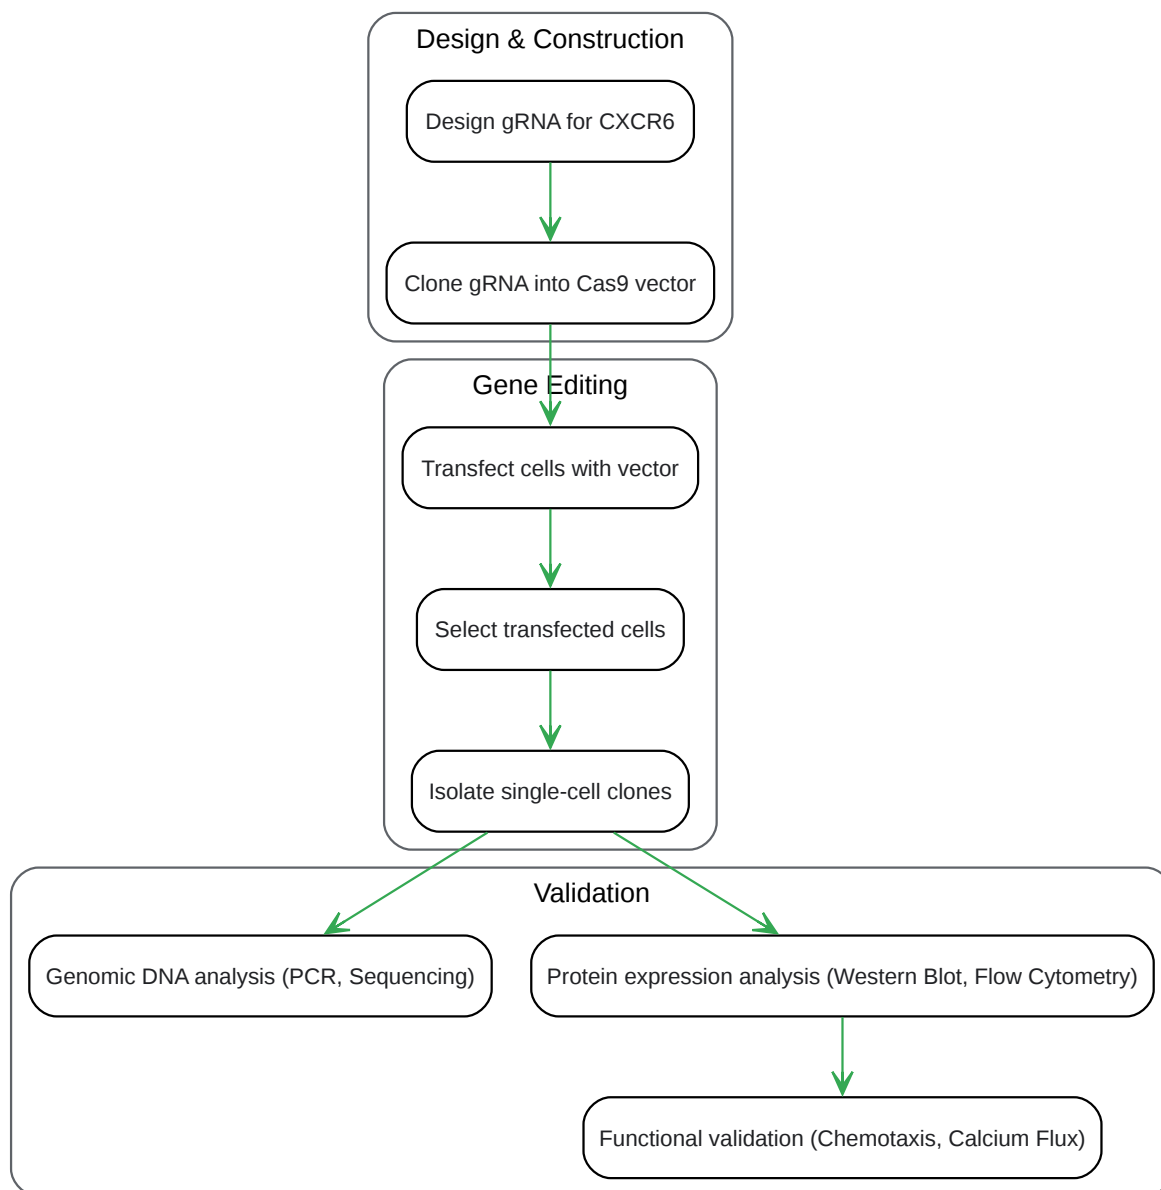 Design & Construction
Design gRNA for CXCR6
Clone gRNA into Cas9 vector
Gene Editing
Transfect cells with vector
Select transfected cells
Isolate single-cell clones
Validation
Genomic DNA analysis (PCR, Sequencing)
Protein expression analysis (Western Blot, Flow Cytometry)
Functional validation (Chemotaxis, Calcium Flux)